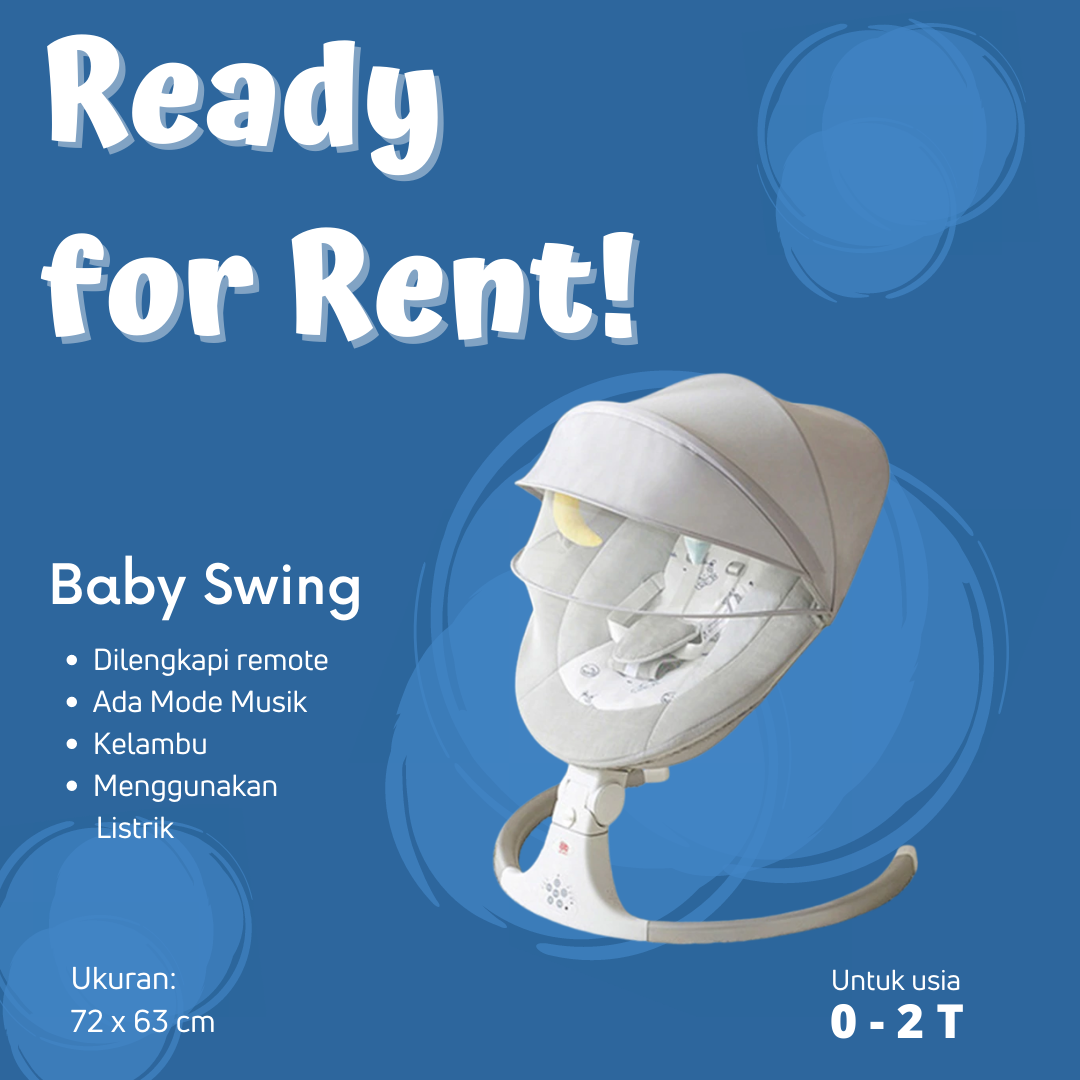 Ready
for Rent!
Baby Swing
• Dilengkapi remote
• Ada Mode Musik
• Kelambu
• Menggunakan
Listrik
Ukuran:
72 x 63 cm
Untuk usia
0 - 2 T